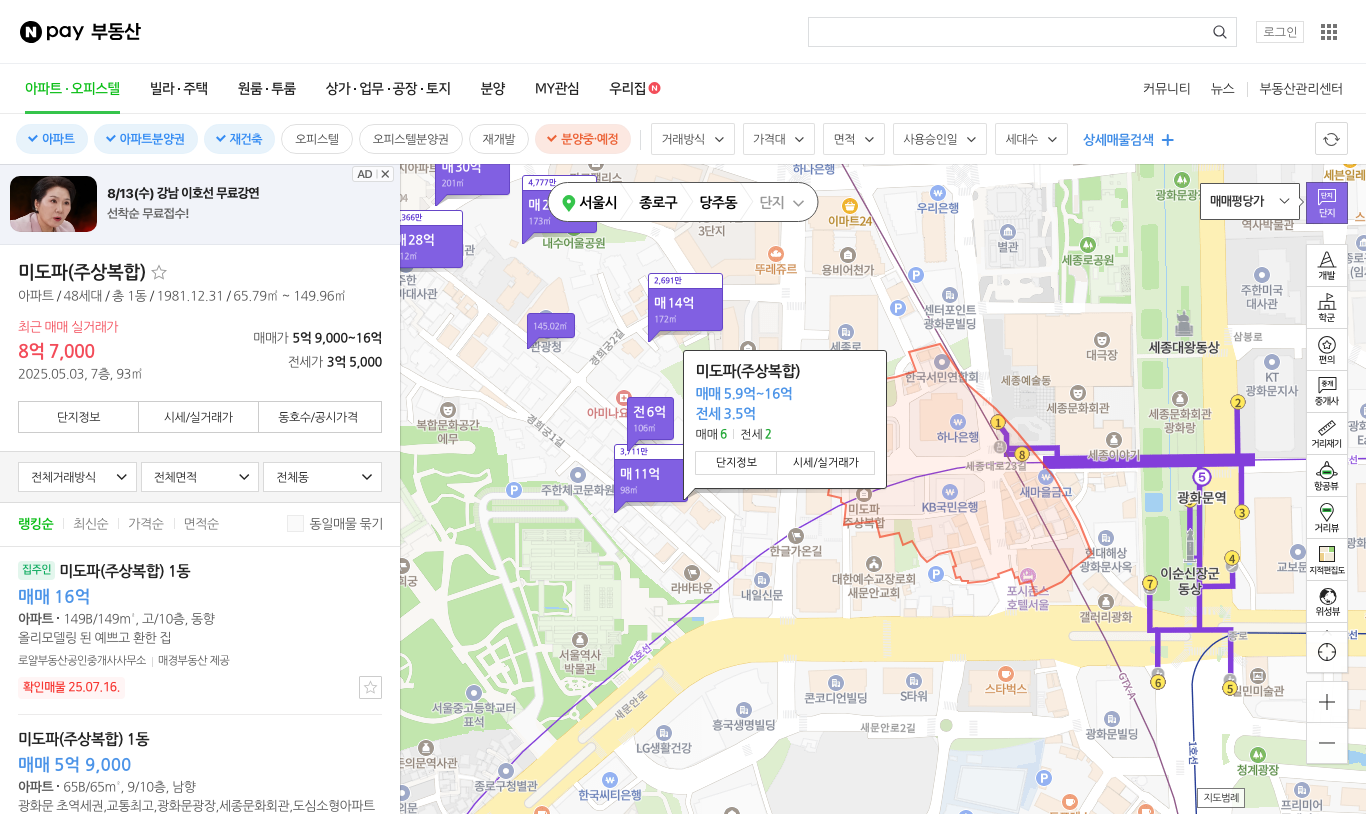 N pay 부동산
로그인
아파트·오피스텔 빌라·주택 원룸·투룸 상가·업무·공장·토지 분양 MY관심 우리집 N 커뮤니티 뉴스 부동산관리센터
아파트 아파트분양권 재건축 오피스텔 오피스텔분양권 재개발 분양중·예정 거래방식 가격대 면적 사용승인일 세대수 상세매물검색
AD
8/13(수) 강남 이호선 무료강연
선착순 무료접수!
미도파(주상복합)
아파트 / 48세대 / 총 1동 / 1981.12.31 / 65.79㎡ ~ 149.96㎡
최근 매매 실거래가
8억 7,000
2025.05.03, 7층, 93㎡
매매가 5억 9,000~16억
전세가 3억 5,000
단지정보 시세/실거래가 동호수/공시가격
전체거래방식 전체면적 전체동
랭킹순 최신순 가격순 면적순 동일매물 묶기
집주인 미도파(주상복합) 1동
매매 16억
아파트 · 149B/149m², 고/10층, 동향
올리모델링 된 예쁘고 환한 집
로얄부동산공인중개사사무소 매경부동산 제공
확인매물 25.07.16.
미도파(주상복합) 1동
매매 5억 9,000
아파트 · 65B/65m², 9/10층, 남향
광화문 초역세권,교통최고,광화문광장,세종문화회관,도심소형아파트
서울시 종로구 당주동 단지
매매평당가
단지
단지
개발
학군
편의
중개
중개사
거리재기
항공뷰
거리뷰
지적편집도
위성뷰
지도범례
매30억
201㎡
4,777만
173㎡
,366만
28억
2,691만
매14억
172㎡
145.02㎡
전6억
106㎡
3,711만
매11억
98㎡
미도파(주상복합)
매매 5.9억~16억
전세 3.5억
매매 6 전세 2
단지정보 시세/실거래가
하나은행
우리은행
이마트24
3단지
별관
세종로공원
광화문광장
역사박물관
세븐일레
내수어울공원
뚜레쥬르
용비어천가
주한미국
대사관
센터포인트
광화문빌딩
세종로
세종대왕동상
삼봉로
대극장
KT
광화문지사
관광청
경희궁2길
한국서민연합회
세종예술동
세종문화회관
세종문화회관
복합문화공간
에무
경희궁1길
하나은행
세종이야기
세종대로23길
새마을금고
주한체코문화원
미도파
주상복합
KB국민은행
광화문역
한글가온길
현대해상
광화문사옥
교보문
라바타운
내일신문
대한예수교장로회
새문안교회
포시즌스
호텔서울
이순신장군
동상
갤러리광화
종로
서울역사
박물관
5호선
GTX-A
서울중고등학교터
표석
새문안로
콘코디언빌딩
S타워
스타벅스
일민미술관
흥국생명빌딩
새문안로2길
광화문빌딩
LG생활건강
1호선
청계광장
돈의문역사관
종로구청별관
한국씨티은행
프리미어
1
2
3
4
5
5
6
7
8